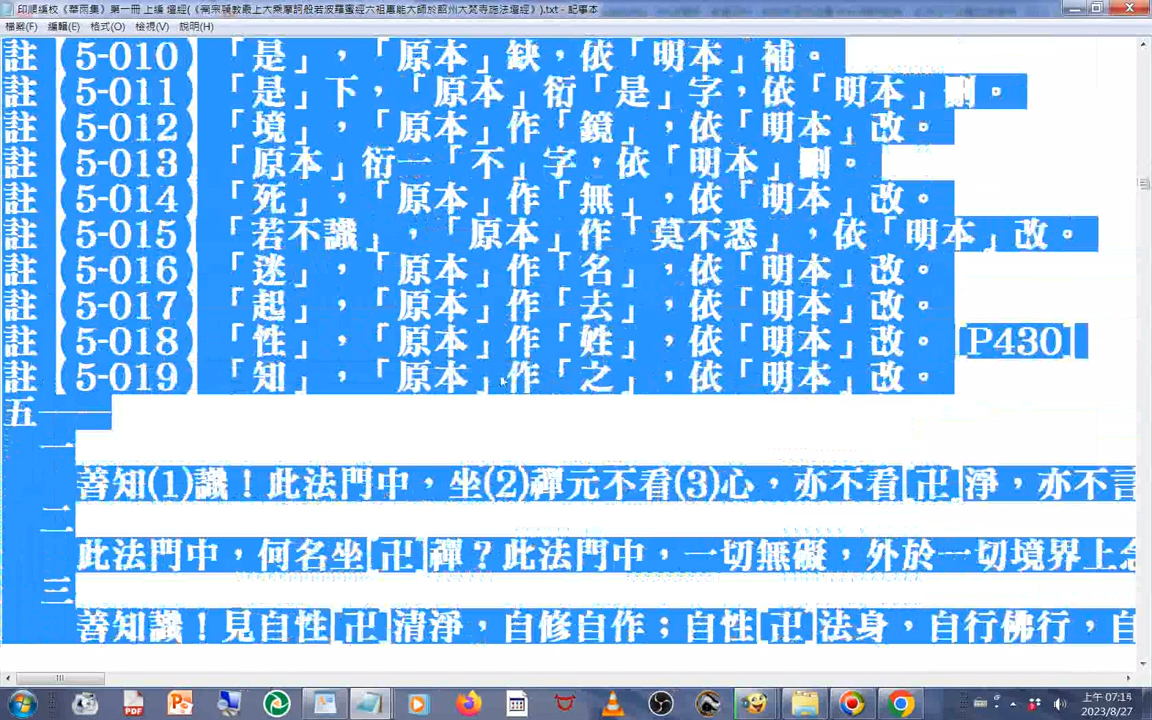 印順編校《華雨集》第一冊 上編 壇經(《南宗頓教最上大乘摩訶般若波羅蜜經六祖惠能大師於韶州大梵寺施法壇經》).txt - 記事本
檔案(F) 編輯(E) 格式(O) 檢視(V) 說明(H)
註(5-010) 「是」，「原本」缺，依「明本」補。
註(5-011) 「是」下，「原本」衍「是」字，依「明本」刪。
註(5-012) 「境」，「原本」作「鏡」，依「明本」改。
註(5-013) 「原本」衍一「不」字，依「明本」刪。
註(5-014) 「死」，「原本」作「無」，依「明本」改。
註(5-015) 「若不識」，「原本」作「莫不悉」，依「明本」改。
註(5-016) 「迷」，「原本」作「名」，依「明本」改。
註(5-017) 「起」，「原本」作「去」，依「明本」改。
註(5-018) 「性」，「原本」作「姓」，依「明本」改。 [P430]
註[5-019) 「知」，「原本」作「之」，依「明本」改。
五———
一
善知(1)識！此法門中，坐(2)禪元不看(3)心，亦不看[卍]淨，亦不言
二
此法門中，何名坐[卍]禪？此法門中，一切無礙，外於一切境界上念
三
善知識！見自性[卍]清淨，自修自作；自性[卍]法身，自行佛行，自
上午 07:14
2023/8/27